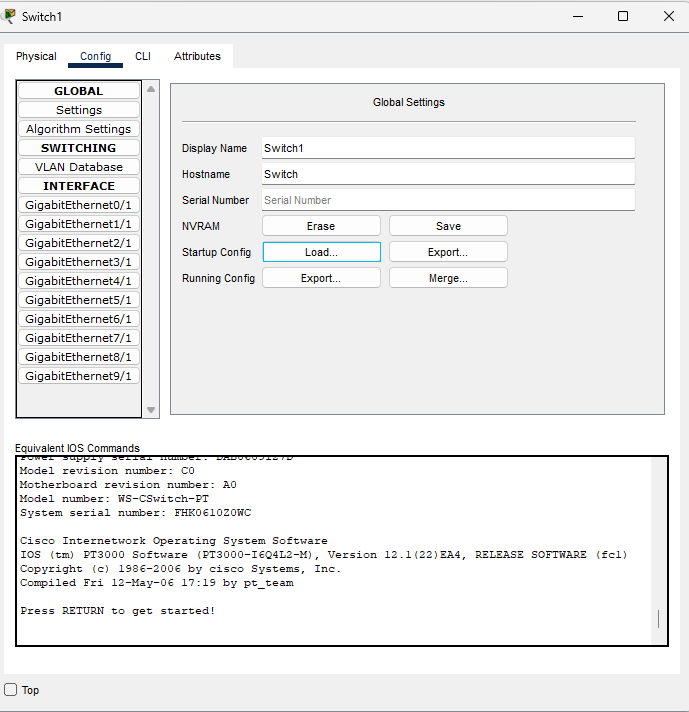 Switch1
Physical Config CLI Attributes
GLOBAL
Settings
Algorithm Settings
SWITCHING
VLAN Database
INTERFACE
GigabitEthernet0/1
GigabitEthernet1/1
GigabitEthernet2/1
GigabitEthernet3/1
GigabitEthernet4/1
GigabitEthernet5/1
GigabitEthernet6/1
GigabitEthernet7/1
GigabitEthernet8/1
GigabitEthernet9/1
Global Settings
Display Name Switch1
Hostname Switch
Serial Number Serial Number
NVRAM Erase Save
Startup Config Load... Export...
Running Config Export... Merge...
Equivalent IOS Commands
Power supply serial number:
Model revision number: C0
Motherboard revision number: A0
Model number: WS-CSwitch-PT
System serial number: FHK0610Z0WC
Cisco Internetwork Operating System Software
IOS (tm) PT3000 Software (PT3000-I6Q4L2-M), Version 12.1(22)EA4, RELEASE SOFTWARE (fc1)
Copyright (c) 1986-2006 by cisco Systems, Inc.
Compiled Fri 12-May-06 17:19 by pt_team
Press RETURN to get started!
Top